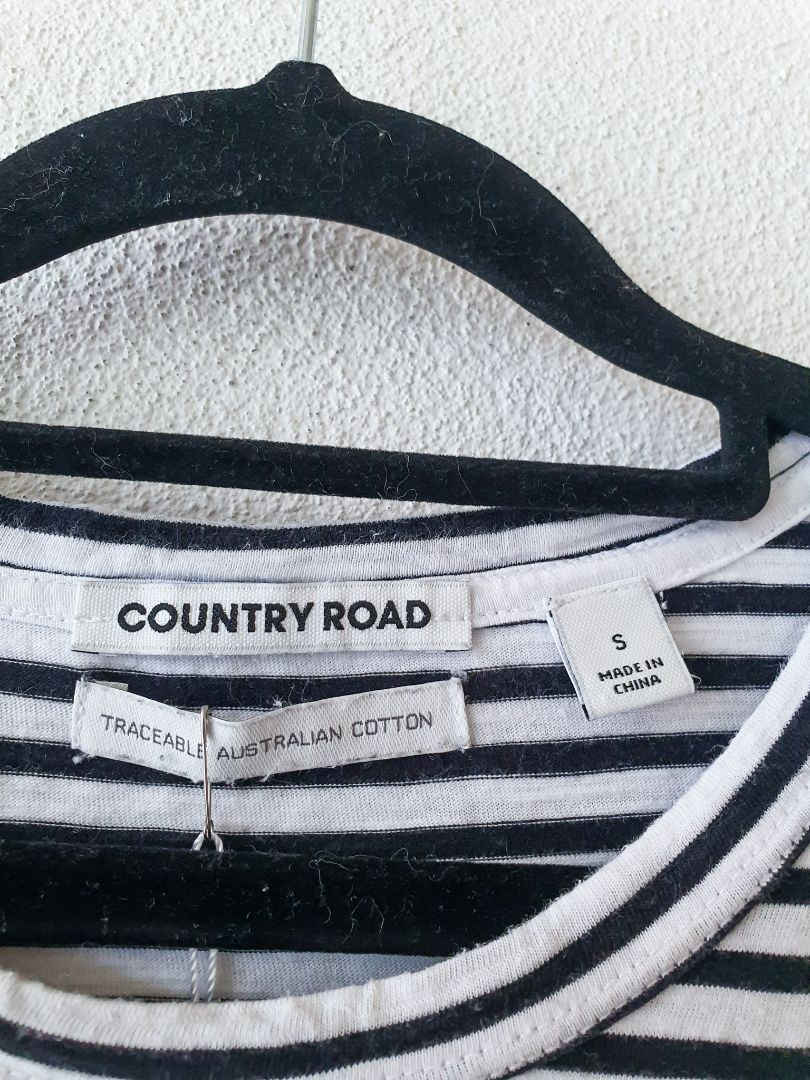 COUNTRY ROAD
S
MADE IN
CHINA
TRACEABLE AUSTRALIAN COTTON